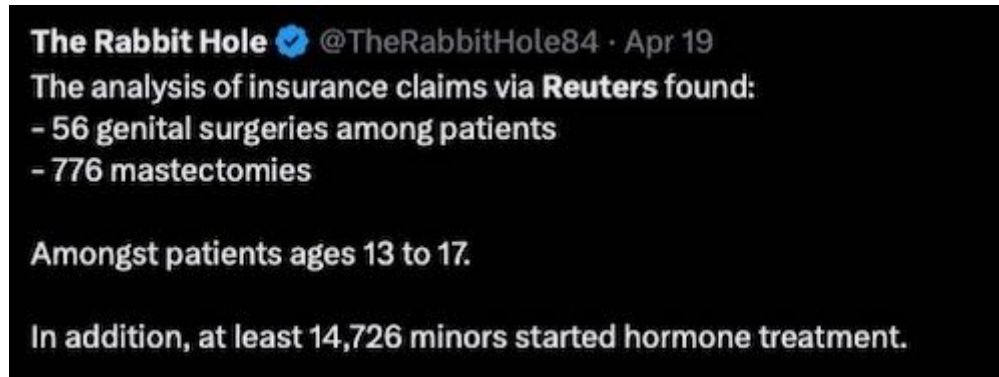 The Rabbit Hole @TheRabbitHole84 · Apr 19
The analysis of insurance claims via Reuters found:
- 56 genital surgeries among patients
- 776 mastectomies
Amongst patients ages 13 to 17.
In addition, at least 14,726 minors started hormone treatment.